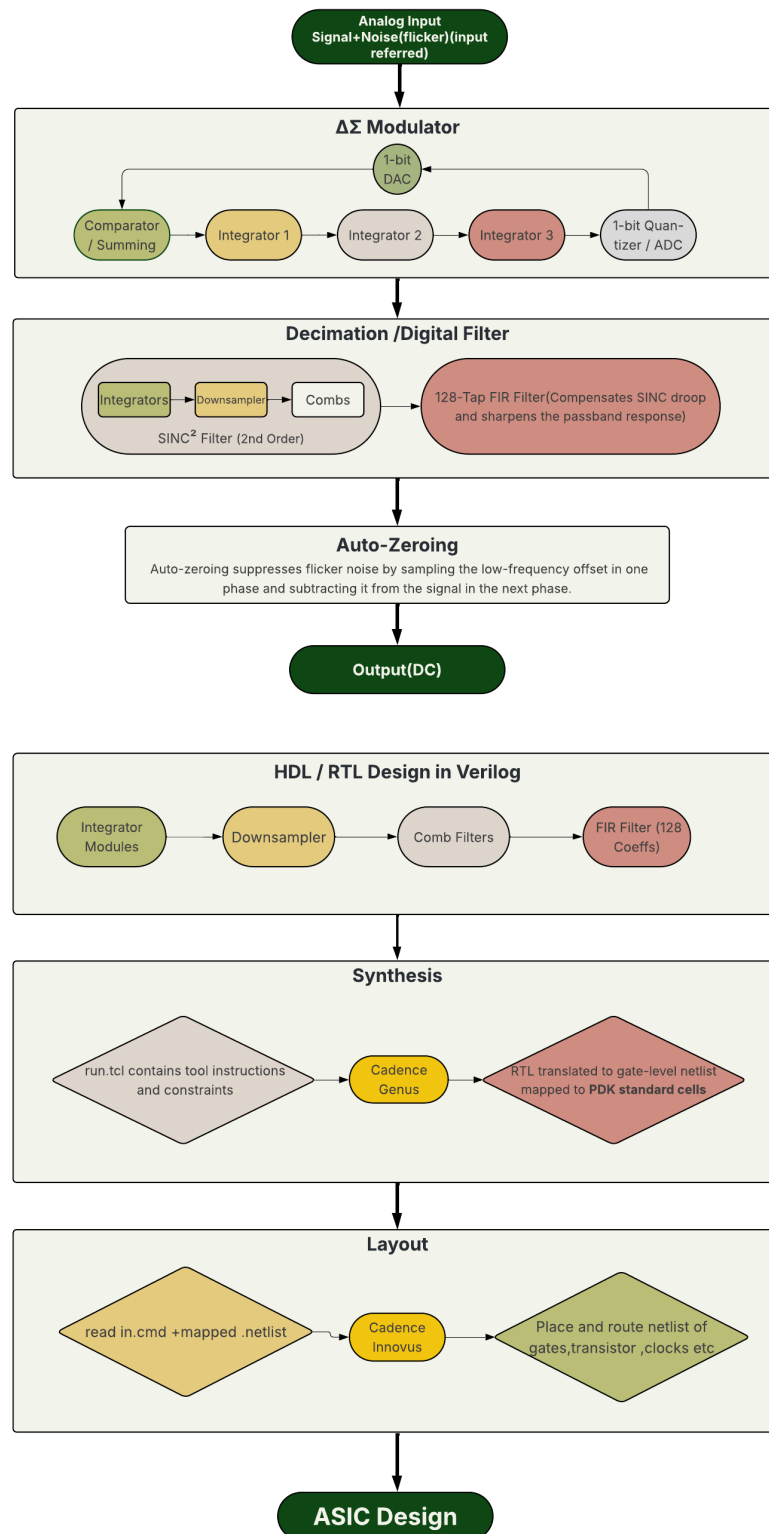 Analog Input
Signal+Noise(flicker)(input
referred)
ΔΣ Modulator
1-bit
DAC
Comparator
/ Summing
Integrator 1
Integrator 2
Integrator 3
1-bit Quan-
tizer / ADC
Decimation /Digital Filter
Integrators
Downsampler
Combs
SINC² Filter (2nd Order)
128-Tap FIR Filter(Compensates SINC droop
and sharpens the passband response)
Auto-Zeroing
Auto-zeroing suppresses flicker noise by sampling the low-frequency offset in one
phase and subtracting it from the signal in the next phase.
Output(DC)
HDL / RTL Design in Verilog
Integrator
Modules
Downsampler
Comb Filters
FIR Filter (128
Coeffs)
Synthesis
run.tcl contains tool instructions
and constraints
Cadence
Genus
RTL translated to gate-level netlist
mapped to PDK standard cells
Layout
read in.cmd +mapped .netlist
Cadence
Innovus
Place and route netlist of
gates,transistor ,clocks etc
ASIC Design